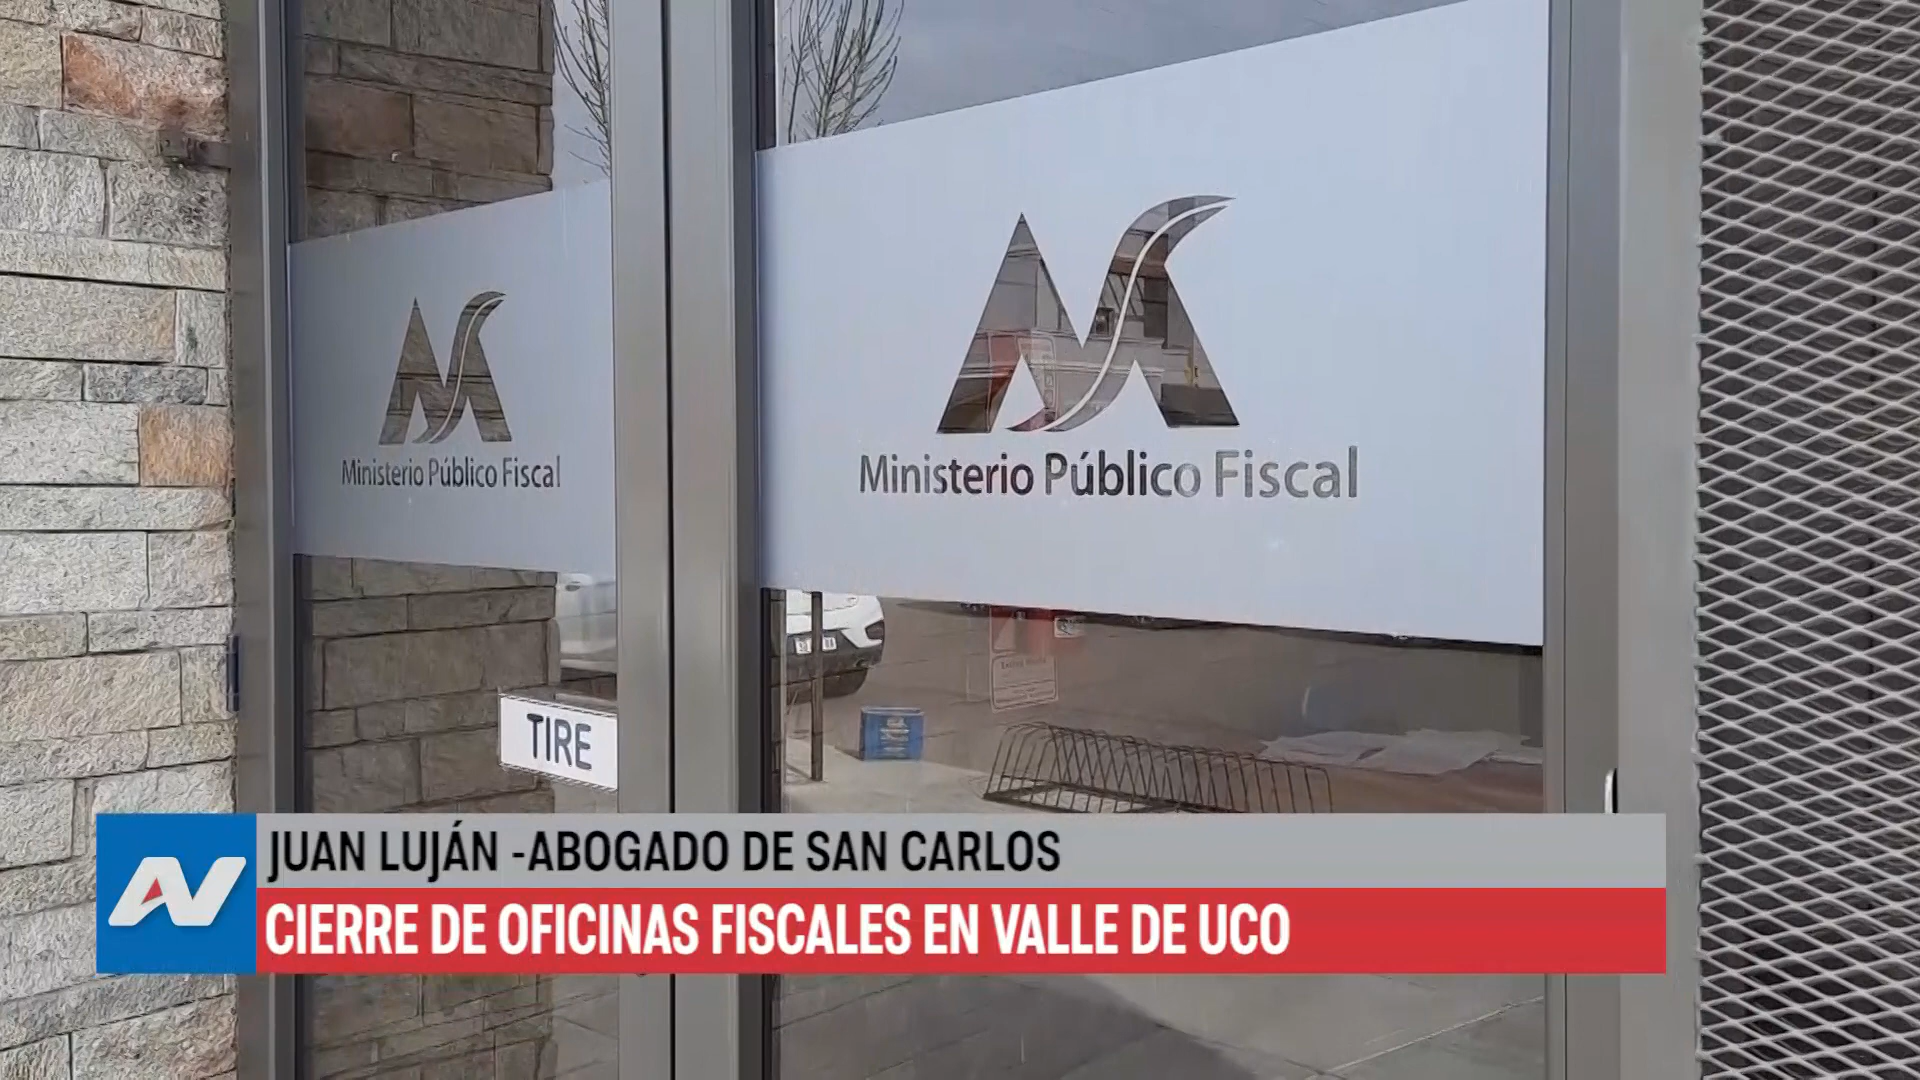 Ministerio Público Fiscal
Ministerio Público Fiscal
TIRE
JUAN LUJÁN -ABOGADO DE SAN CARLOS
CIERRE DE OFICINAS FISCALES EN VALLE DE UCO